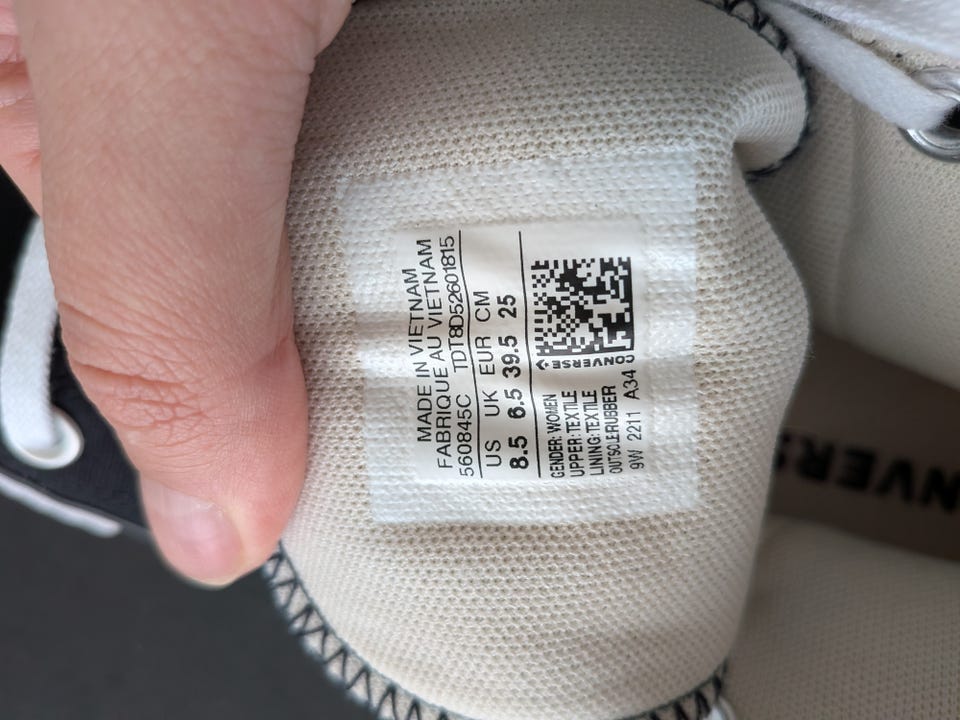 MADE IN VIETNAM
FABRIQUE AU VIETNAM
560845C TDT8D52601815
US UK EUR CM
8.5 6.5 39.5 25
GENDER: WOMEN
UPPER:TEXTILE
LINING:TEXTILE
OUTSOLE:RUBBER
9W 2211 A34
CONVERSE